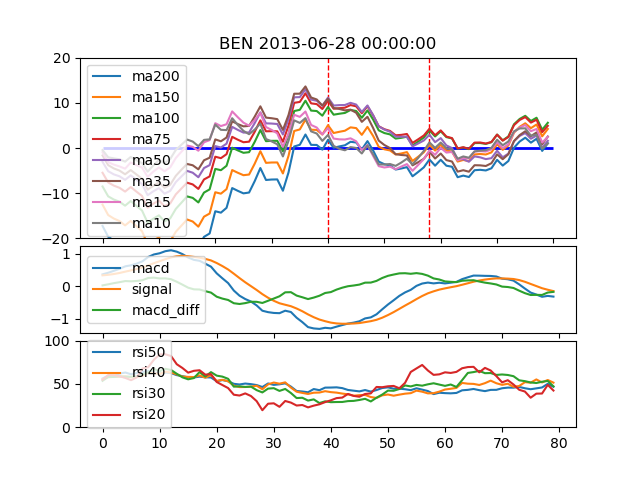 BEN 2013-06-28 00:00:00
20
10
0
−10
−20
ma200
ma150
ma100
ma75
ma50
ma35
ma15
ma10
1
0
−1
macd
signal
macd_diff
100
50
0
rsi50
rsi40
rsi30
rsi20
0 10 20 30 40 50 60 70 80